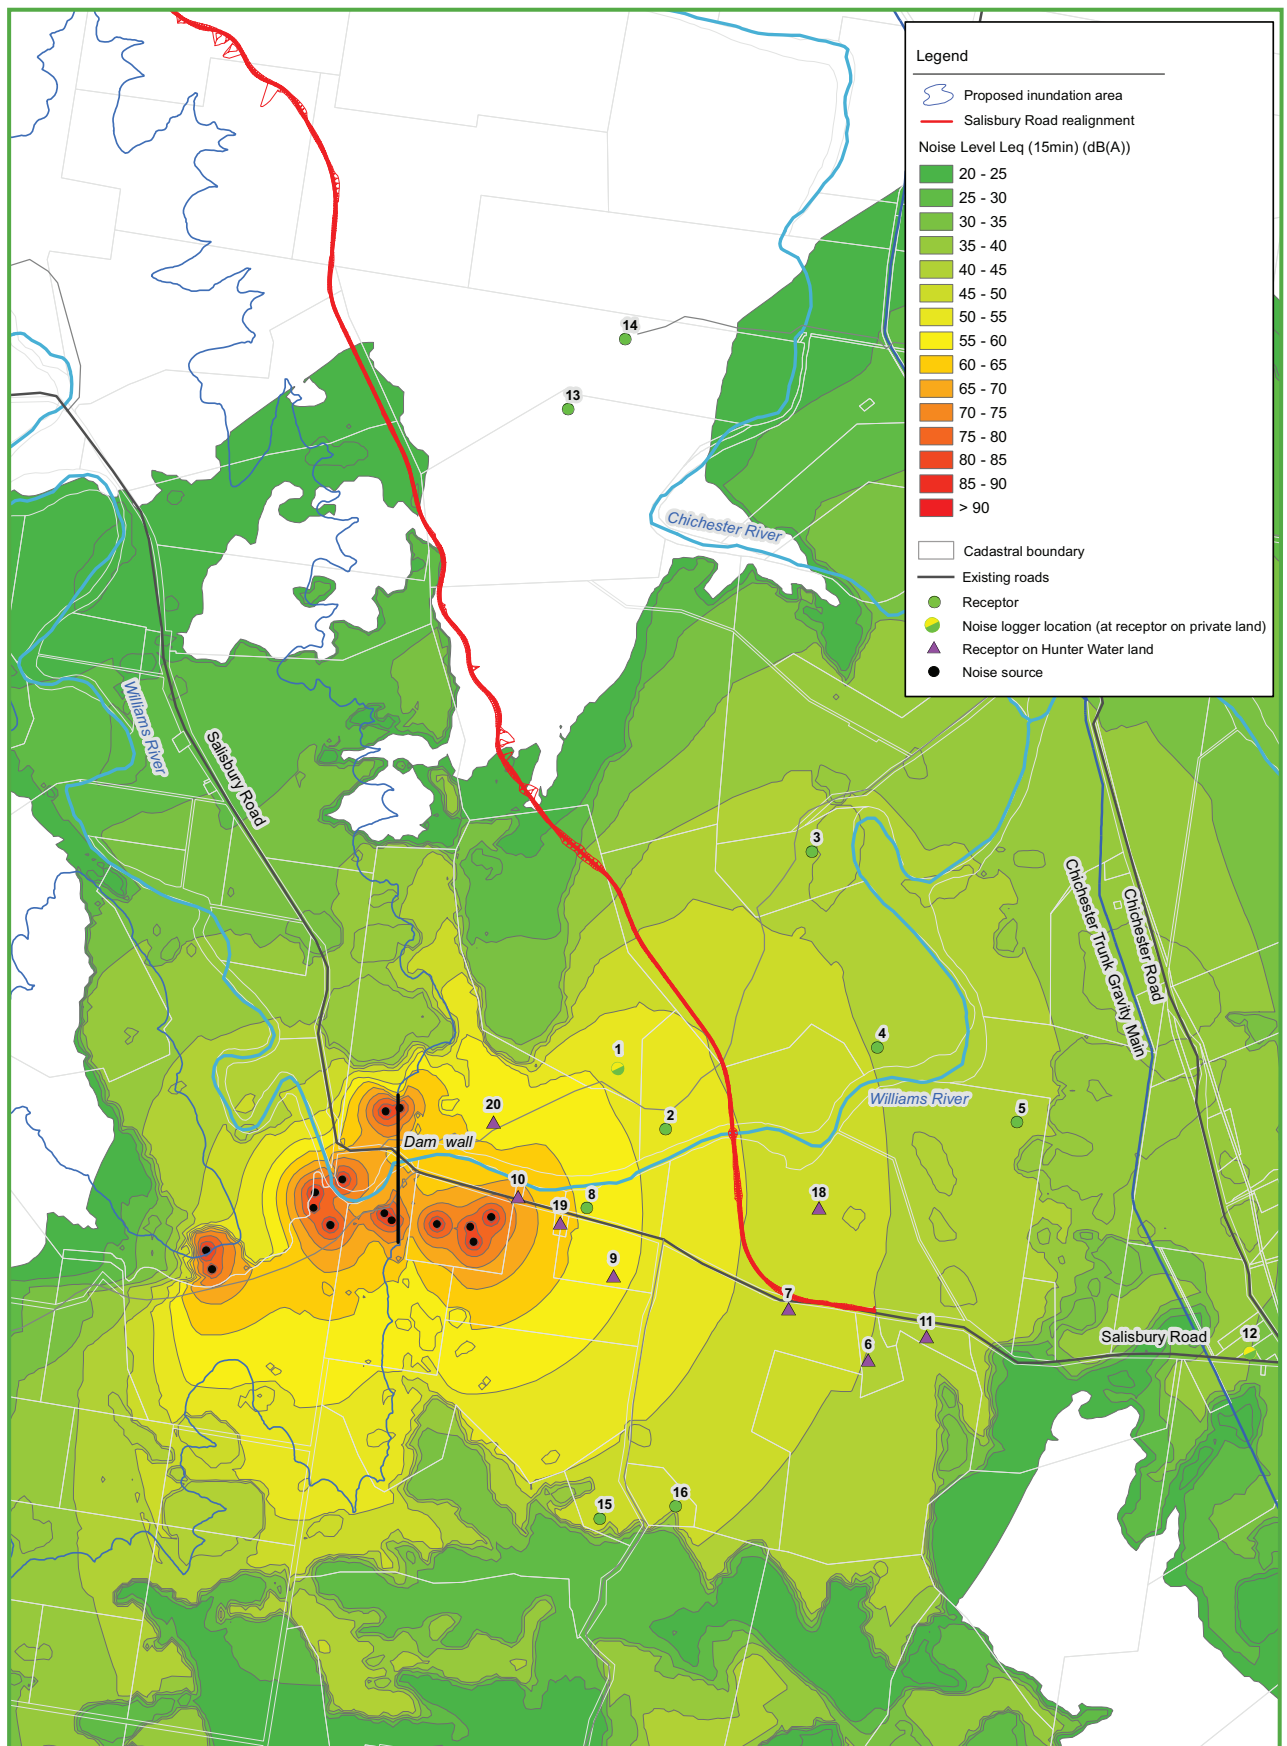 Legend
Proposed inundation area
Salisbury Road realignment
Noise Level Leq (15min) (dB(A))
20 - 25
25 - 30
30 - 35
35 - 40
40 - 45
45 - 50
50 - 55
55 - 60
60 - 65
65 - 70
70 - 75
75 - 80
80 - 85
85 - 90
> 90
Cadastral boundary
Existing roads
Receptor
Noise logger location (at receptor on private land)
Receptor on Hunter Water land
Noise source
14
13
Chichester River
Williams River
Salisbury Road
3
Chichester Trunk Gravity Main
Chichester Road
4
1
Williams River
20
2
5
Dam wall
10
8
18
19
9
7
11
6
Salisbury Road
12
15
16